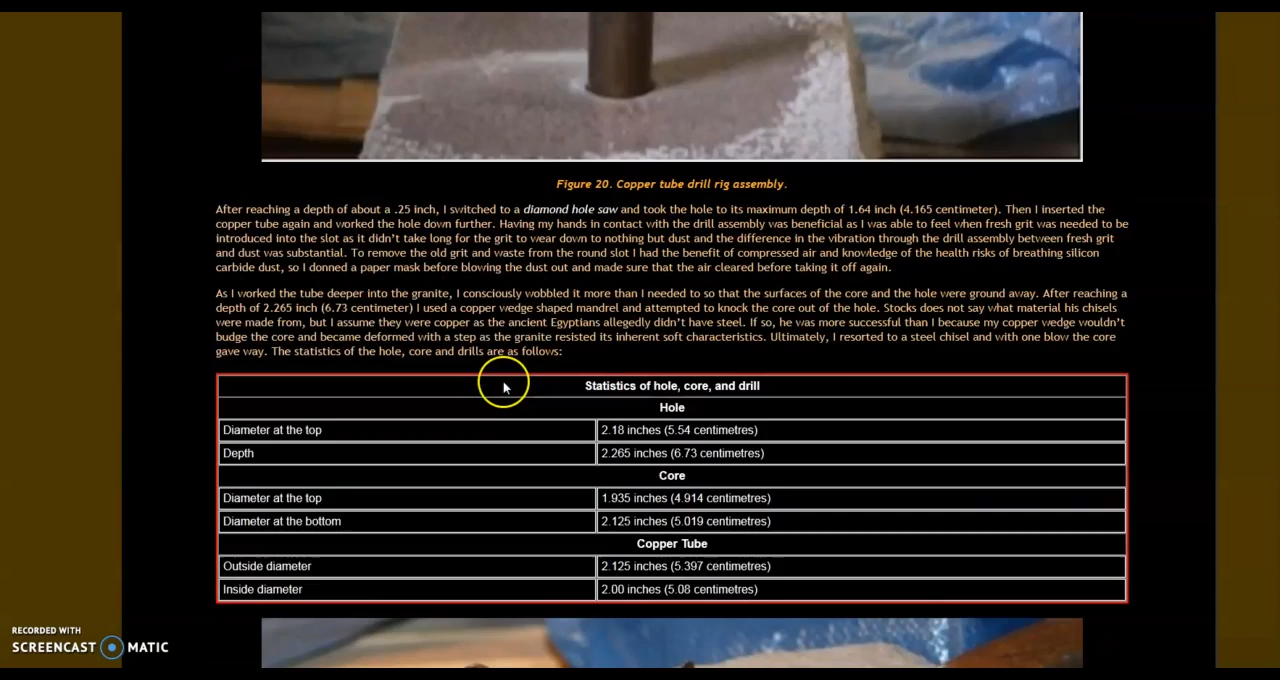 Figure 20. Copper tube drill rig assembly.
After reaching a depth of about a .25 inch, I switched to a diamond hole saw and took the hole to its maximum depth of 1.64 inch (4.165 centimeter). Then I inserted the
copper tube again and worked the hole down further. Having my hands in contact with the drill assembly was beneficial as I was able to feel when fresh grit was needed to be
introduced into the slot as it didn't take long for the grit to wear down to nothing but dust and the difference in the vibration through the drill assembly between fresh grit
and dust was substantial. To remove the old grit and waste from the round slot I had the benefit of compressed air and knowledge of the health risks of breathing silicon
carbide dust, so I donned a paper mask before blowing the dust out and made sure that the air cleared before taking it off again.
As I worked the tube deeper into the granite, I consciously wobbled it more than I needed to so that the surfaces of the core and the hole were ground away. After reaching a
depth of 2.265 inch (6.73 centimeter) I used a copper wedge shaped mandrel and attempted to knock the core out of the hole. Stocks does not say what material his chisels
were made from, but I assume they were copper as the ancient Egyptians allegedly didn't have steel. If so, he was more successful than I because my copper wedge wouldn't
budge the core and became deformed with a step as the granite resisted its inherent soft characteristics. Ultimately, I resorted to a steel chisel and with one blow the core
gave way. The statistics of the hole, core and drills are as follows:
Statistics of hole, core, and drill
Hole
Diameter at the top 2.18 inches (5.54 centimetres)
Depth 2.265 inches (6.73 centimetres)
Core
Diameter at the top 1.935 inches (4.914 centimetres)
Diameter at the bottom 2.125 inches (5.019 centimetres)
Copper Tube
Outside diameter 2.125 inches (5.397 centimetres)
Inside diameter 2.00 inches (5.08 centimetres)
RECORDED WITH
SCREENCAST MATIC